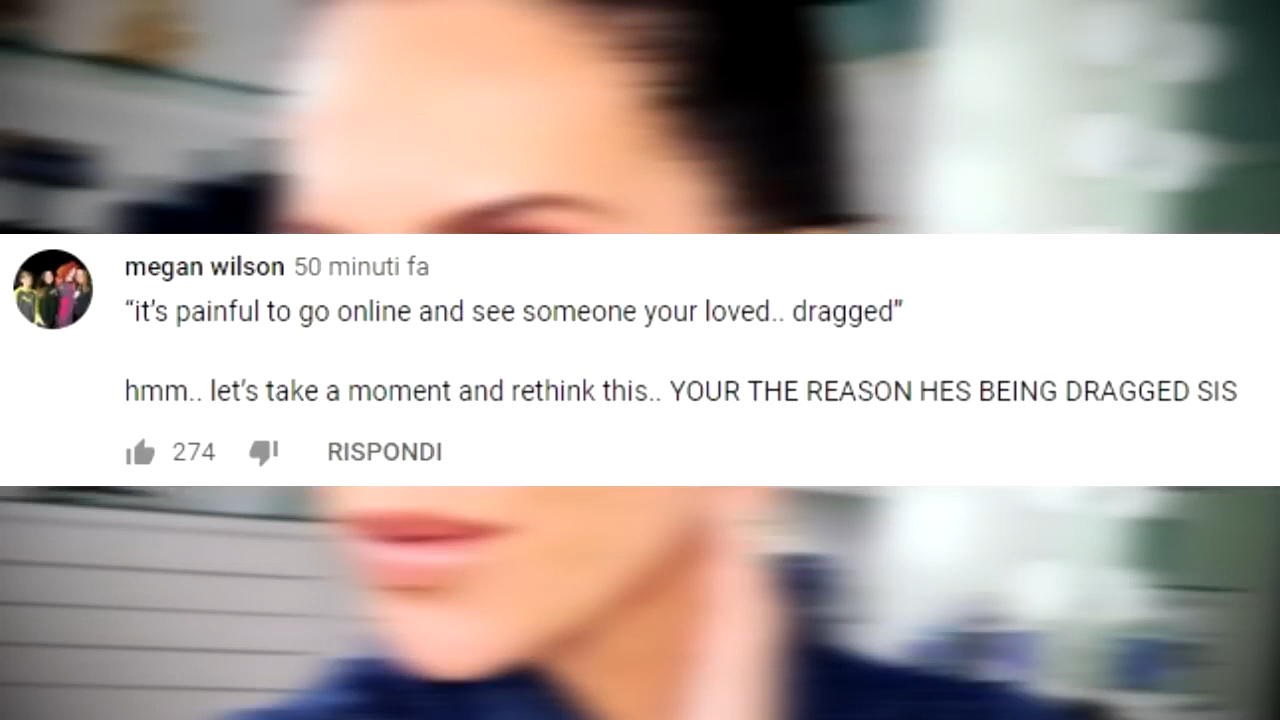 megan wilson 50 minuti fa
“it’s painful to go online and see someone your loved.. dragged”
hmm.. let’s take a moment and rethink this.. YOUR THE REASON HES BEING DRAGGED SIS
274 RISPONDI